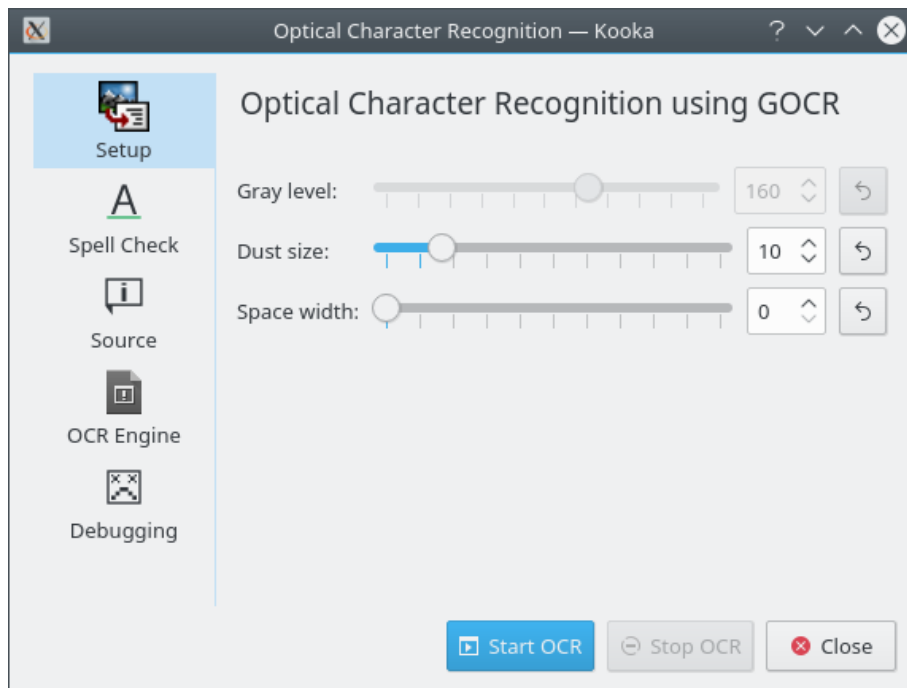 Optical Character Recognition — Kooka
Setup
Spell Check
Source
OCR Engine
Debugging
Optical Character Recognition using GOCR
Gray level: 160
Dust size: 10
Space width: 0
Start OCR Stop OCR Close